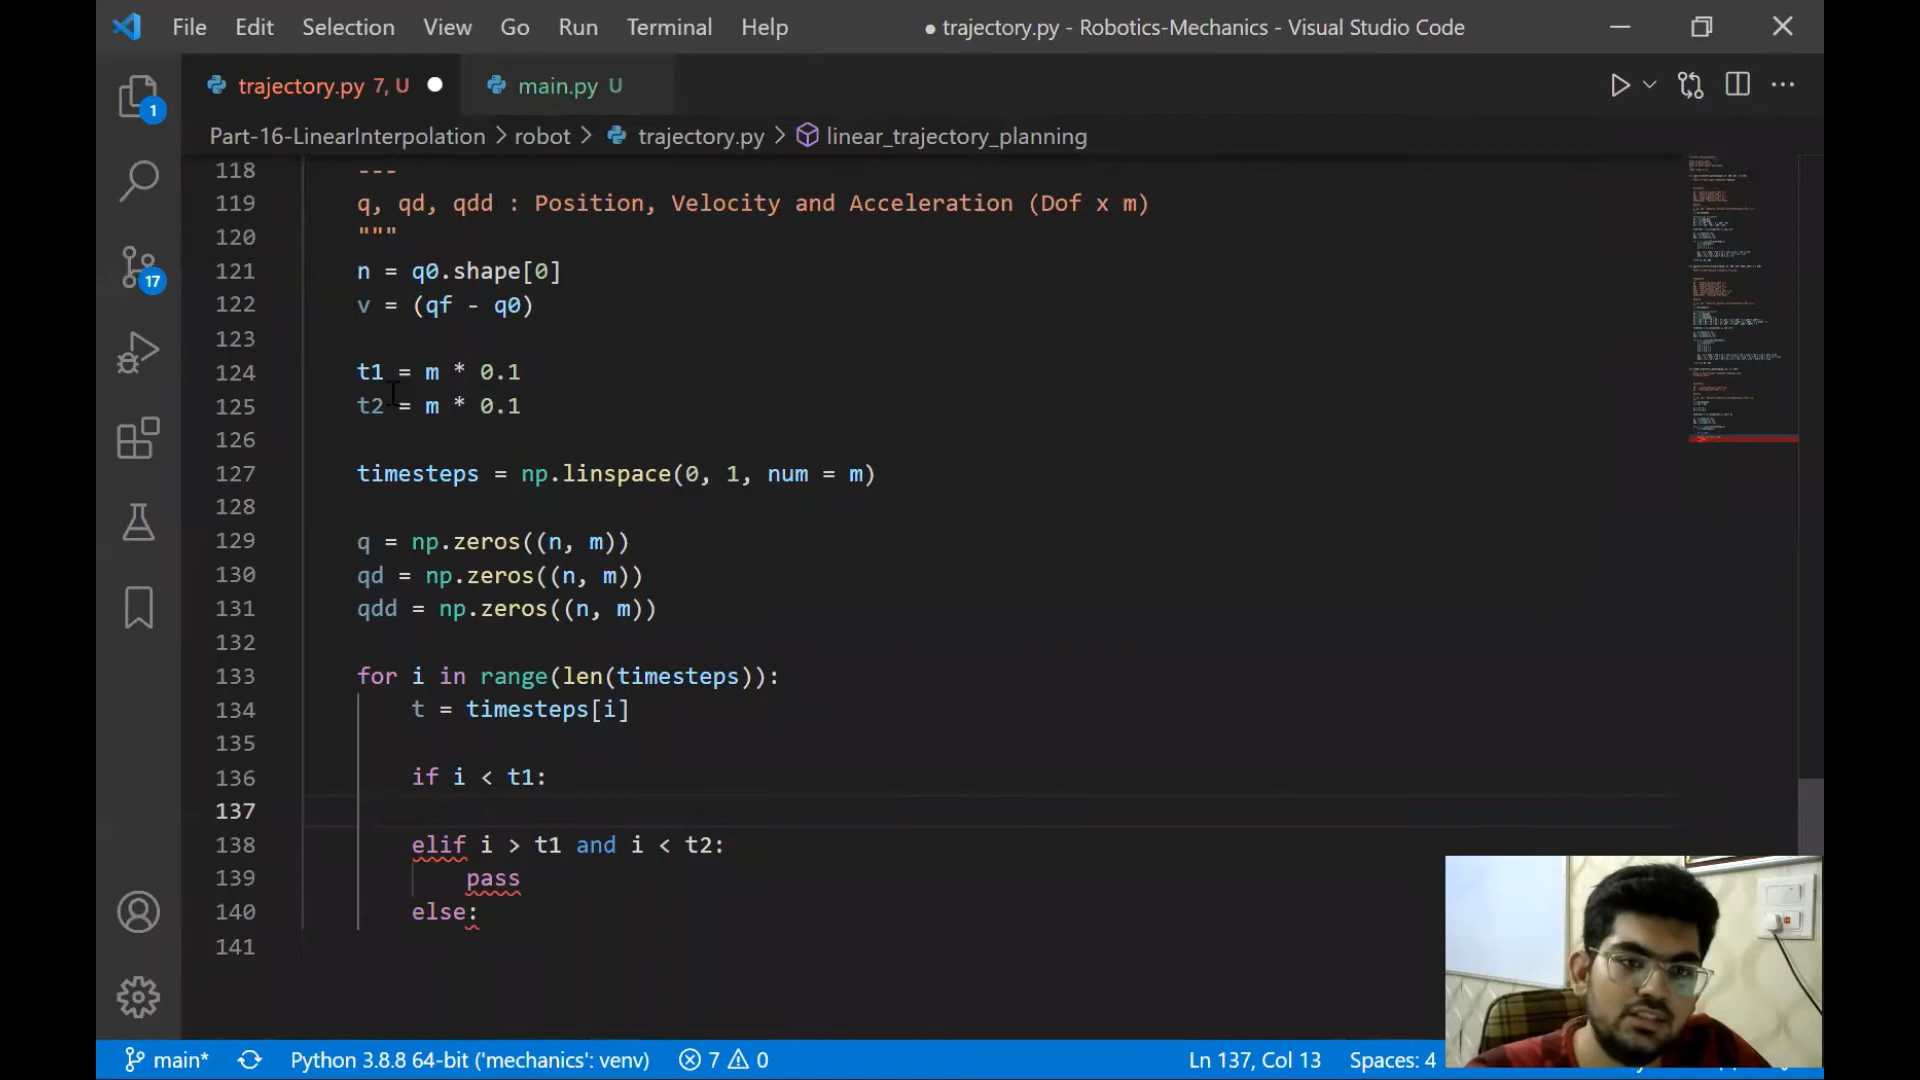 File Edit Selection View Go Run Terminal Help ● trajectory.py - Robotics-Mechanics - Visual Studio Code
trajectory.py 7, U ● main.py U
Part-16-LinearInterpolation > robot > trajectory.py > linear_trajectory_planning
1
17
118 ---
119 q, qd, qdd : Position, Velocity and Acceleration (Dof x m)
120 """
121 n = q0.shape[0]
122 v = (qf - q0)
123
124 t1 = m * 0.1
125 t2 = m * 0.1
126
127 timesteps = np.linspace(0, 1, num = m)
128
129 q = np.zeros((n, m))
130 qd = np.zeros((n, m))
131 qdd = np.zeros((n, m))
132
133 for i in range(len(timesteps)):
134 t = timesteps[i]
135
136 if i < t1:
137
138 elif i > t1 and i < t2:
139 pass
140 else:
141
main* Python 3.8.8 64-bit ('mechanics': venv) 7 0 Ln 137, Col 13 Spaces: 4